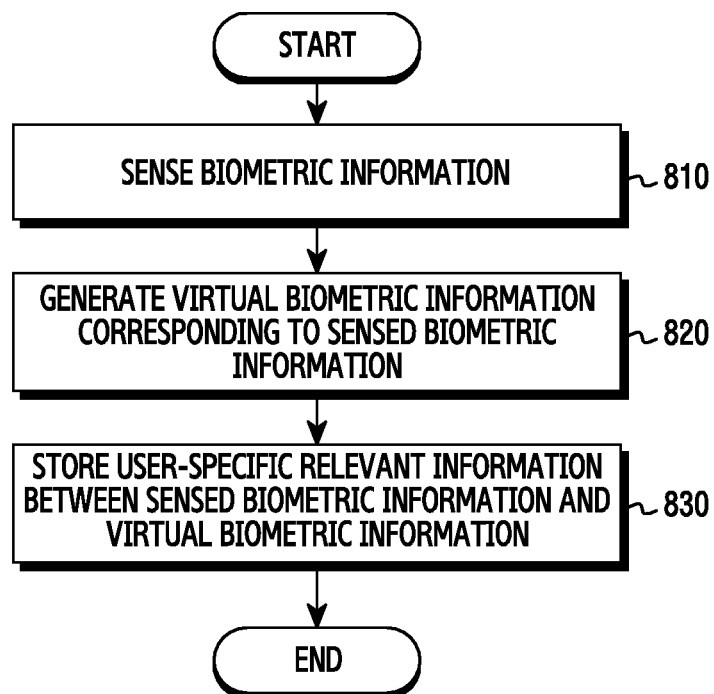 START
SENSE BIOMETRIC INFORMATION
810
GENERATE VIRTUAL BIOMETRIC INFORMATION
CORRESPONDING TO SENSED BIOMETRIC
INFORMATION
820
STORE USER-SPECIFIC RELEVANT INFORMATION
BETWEEN SENSED BIOMETRIC INFORMATION AND
VIRTUAL BIOMETRIC INFORMATION
830
END